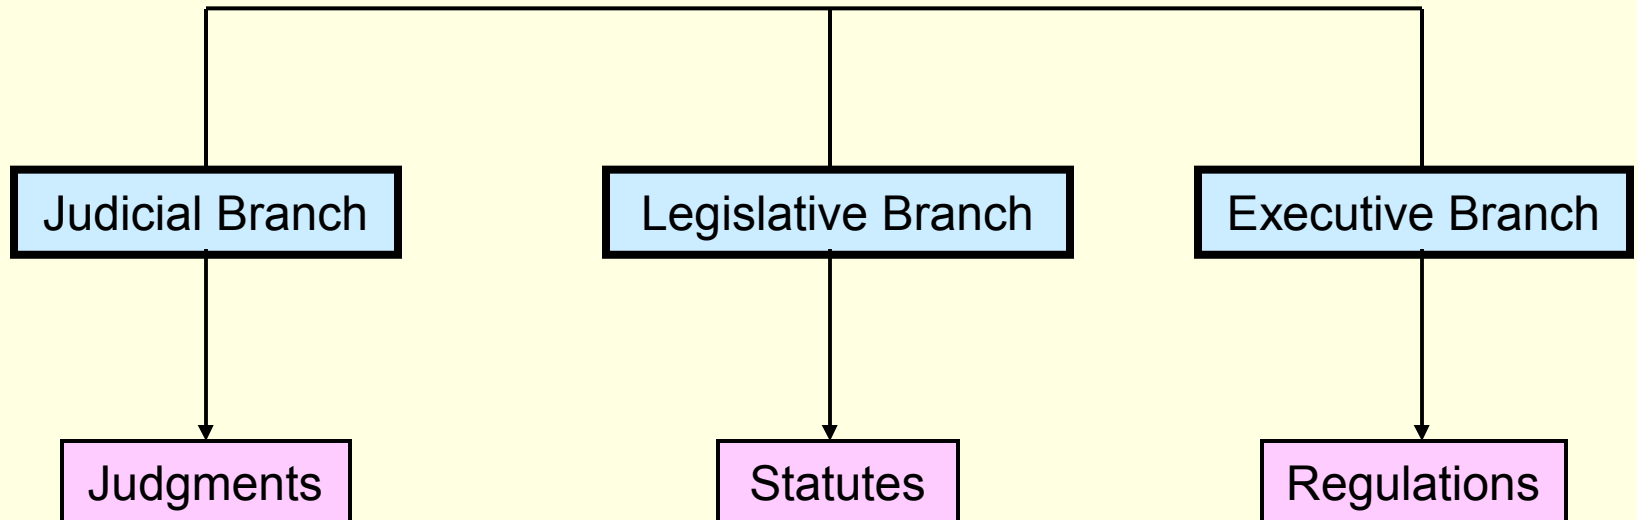 Judicial Branch
Legislative Branch
Executive Branch
Judgments
Statutes
Regulations